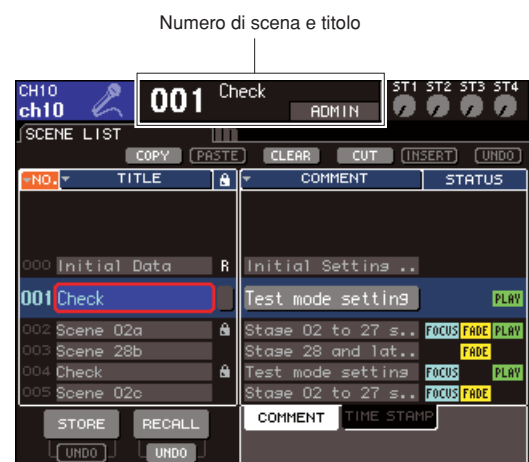 Numero di scena e titolo
CH10
ch10
001 Check
ADMIN
ST1 ST2 ST3 ST4
SCENE LIST
COPY PASTE CLEAR CUT INSERT UNDO
NO. TITLE COMMENT STATUS
000 Initial Data R Initial Setting ..
001 Check Test mode setting PLAY
002 Scene 02a Stage 02 to 27 s.. FOCUS FADE PLAY
003 Scene 28b Stage 28 and lat.. FADE
004 Check Test mode setting FOCUS PLAY
005 Scene 02c Stage 02 to 27 s.. FOCUS FADE
STORE RECALL COMMENT TIME STAMP
UNDO UNDO